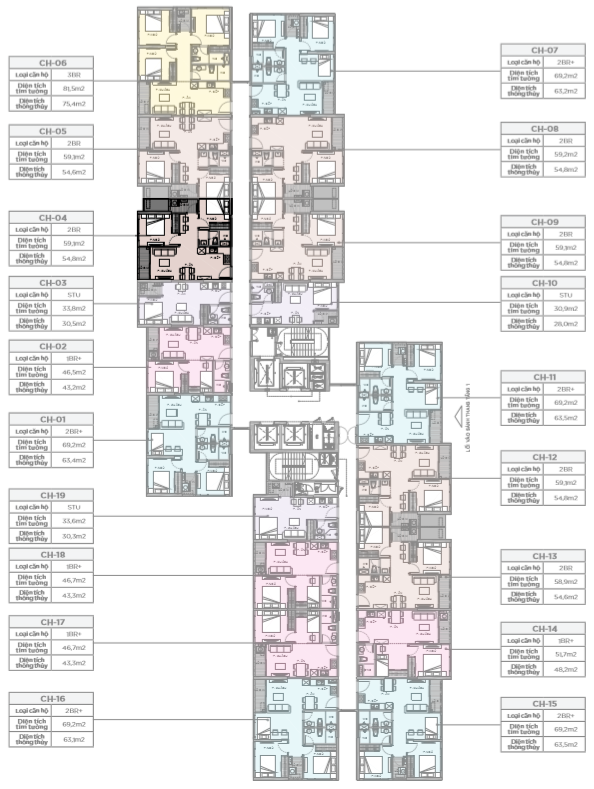 CH-06
Loại căn hộ 3BR
Diện tích tim tường 81,5m2
Diện tích thông thủy 75,4m2
CH-05
Loại căn hộ 2BR
Diện tích tim tường 59,1m2
Diện tích thông thủy 54,6m2
CH-04
Loại căn hộ 2BR
Diện tích tim tường 59,1m2
Diện tích thông thủy 54,8m2
CH-03
Loại căn hộ STU
Diện tích tim tường 33,8m2
Diện tích thông thủy 30,5m2
CH-02
Loại căn hộ 1BR+
Diện tích tim tường 46,5m2
Diện tích thông thủy 43,2m2
CH-01
Loại căn hộ 2BR+
Diện tích tim tường 69,2m2
Diện tích thông thủy 63,4m2
CH-19
Loại căn hộ STU
Diện tích tim tường 33,6m2
Diện tích thông thủy 30,3m2
CH-18
Loại căn hộ 1BR+
Diện tích tim tường 46,7m2
Diện tích thông thủy 43,3m2
CH-17
Loại căn hộ 1BR+
Diện tích tim tường 46,7m2
Diện tích thông thủy 43,3m2
CH-16
Loại căn hộ 2BR+
Diện tích tim tường 69,2m2
Diện tích thông thủy 63,1m2
CH-07
Loại căn hộ 2BR+
Diện tích tim tường 69,2m2
Diện tích thông thủy 63,2m2
CH-08
Loại căn hộ 2BR
Diện tích tim tường 59,2m2
Diện tích thông thủy 54,8m2
CH-09
Loại căn hộ 2BR
Diện tích tim tường 59,1m2
Diện tích thông thủy 54,8m2
CH-10
Loại căn hộ STU
Diện tích tim tường 30,9m2
Diện tích thông thủy 28,0m2
CH-11
Loại căn hộ 2BR+
Diện tích tim tường 69,2m2
Diện tích thông thủy 63,5m2
LỐI VÀO SẢNH THANG TẦNG 1
CH-12
Loại căn hộ 2BR
Diện tích tim tường 59,1m2
Diện tích thông thủy 54,8m2
CH-13
Loại căn hộ 2BR
Diện tích tim tường 58,9m2
Diện tích thông thủy 54,6m2
CH-14
Loại căn hộ 1BR+
Diện tích tim tường 51,7m2
Diện tích thông thủy 48,2m2
CH-15
Loại căn hộ 2BR+
Diện tích tim tường 69,2m2
Diện tích thông thủy 63,5m2